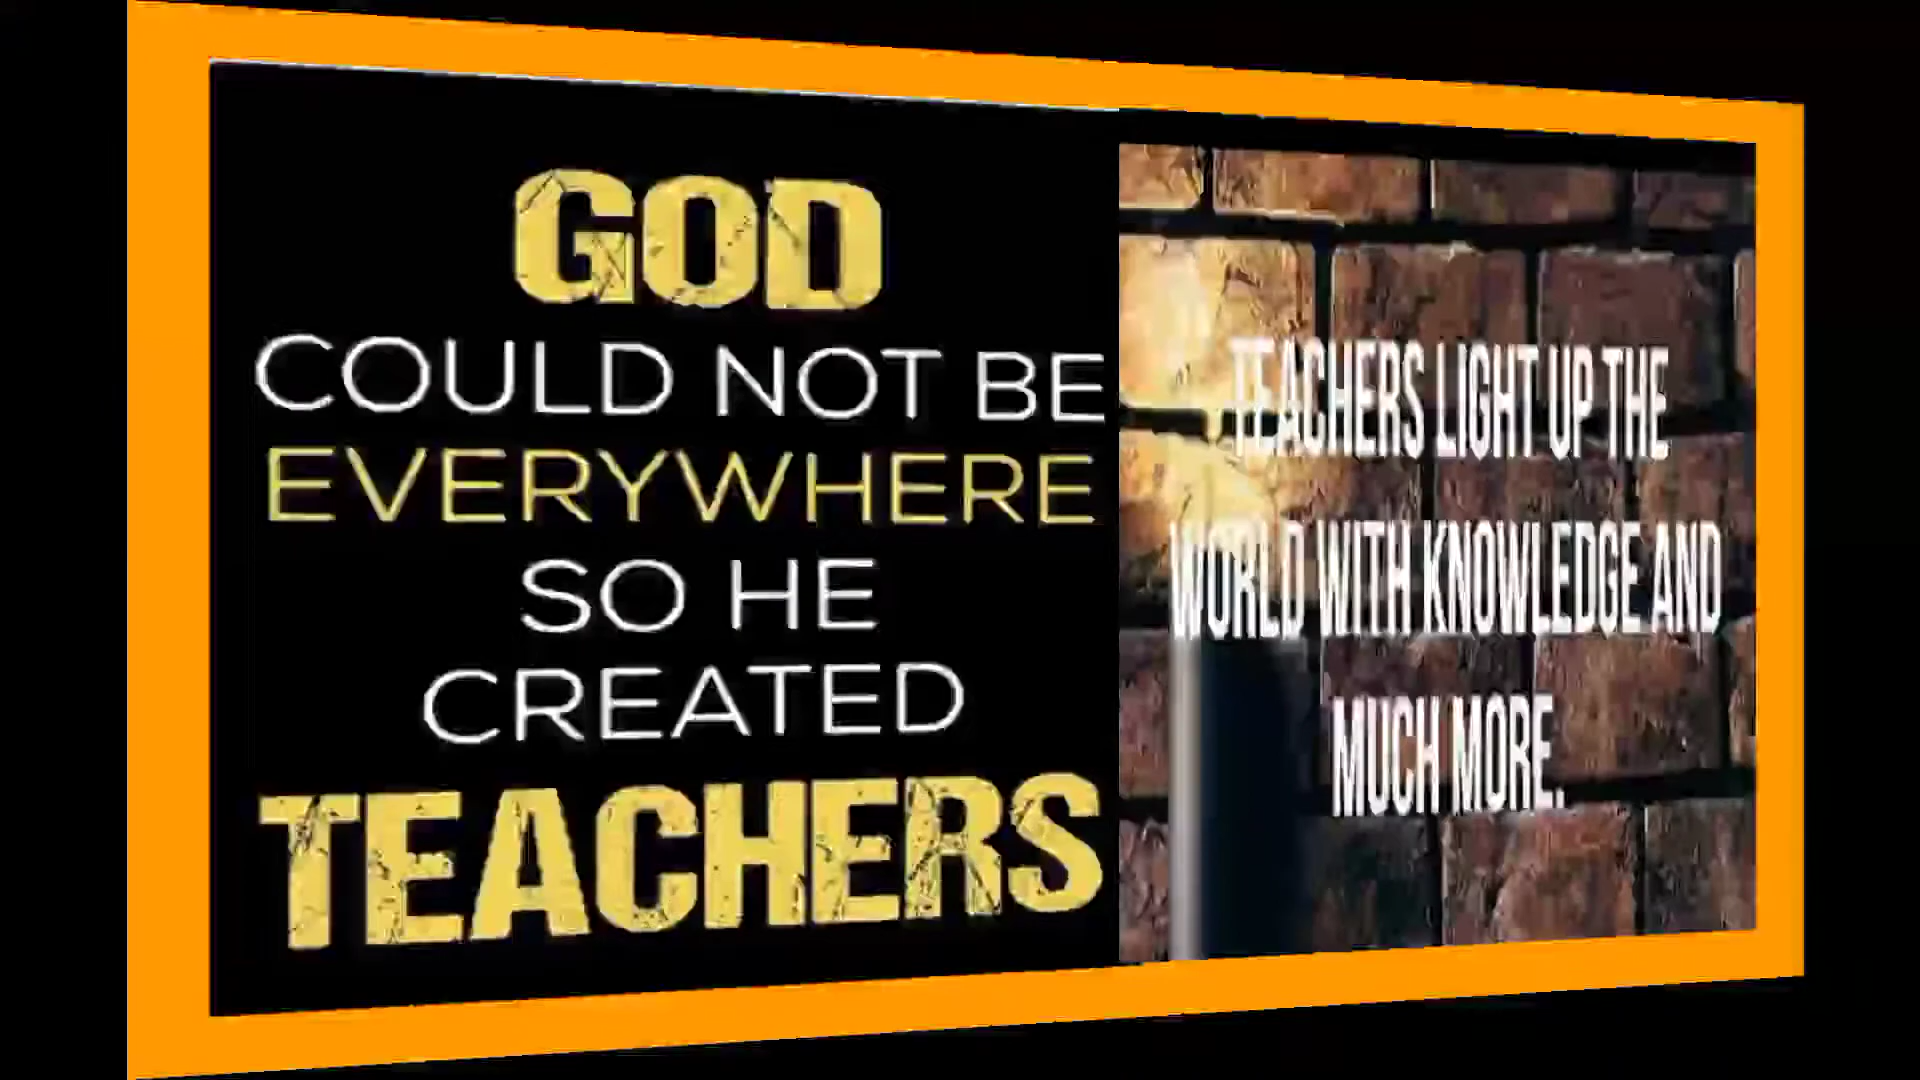 GOD
COULD NOT BE
EVERYWHERE
SO HE
CREATED
TEACHERS
TEACHERS LIGHT UP THE
WORLD WITH KNOWLEDGE AND
MUCH MORE.